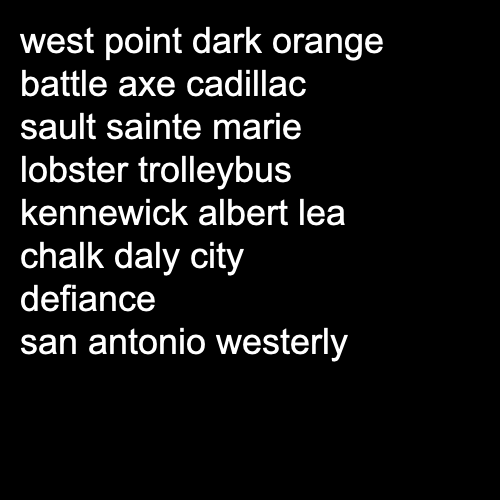 west point dark orange
battle axe cadillac
sault sainte marie
lobster trolleybus
kennewick albert lea
chalk daly city
defiance
san antonio westerly